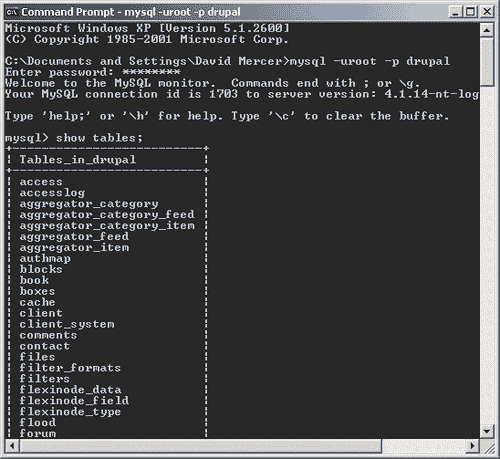 Command Prompt - mysql -uroot -p drupal
Microsoft Windows XP [Version 5.1.2600]
(C) Copyright 1985-2001 Microsoft Corp.
C:\Documents and Settings\David Mercer>mysql -uroot -p drupal
Enter password: ********
Welcome to the MySQL monitor.  Commands end with ; or \g.
Your MySQL connection id is 1703 to server version: 4.1.14-nt-log
Type 'help;' or '\h' for help. Type '\c' to clear the buffer.
mysql> show tables;
+---------------------------+
| Tables_in_drupal          |
+---------------------------+
| access                    |
| accesslog                 |
| aggregator_category       |
| aggregator_category_feed  |
| aggregator_category_item  |
| aggregator_feed           |
| aggregator_item           |
| authmap                   |
| blocks                    |
| book                      |
| boxes                     |
| cache                     |
| client                    |
| client_system             |
| comments                  |
| contact                   |
| files                     |
| filter_formats            |
| filters                   |
| flexinode_data            |
| flexinode_field           |
| flexinode_type            |
| flood                     |
| forum                     |